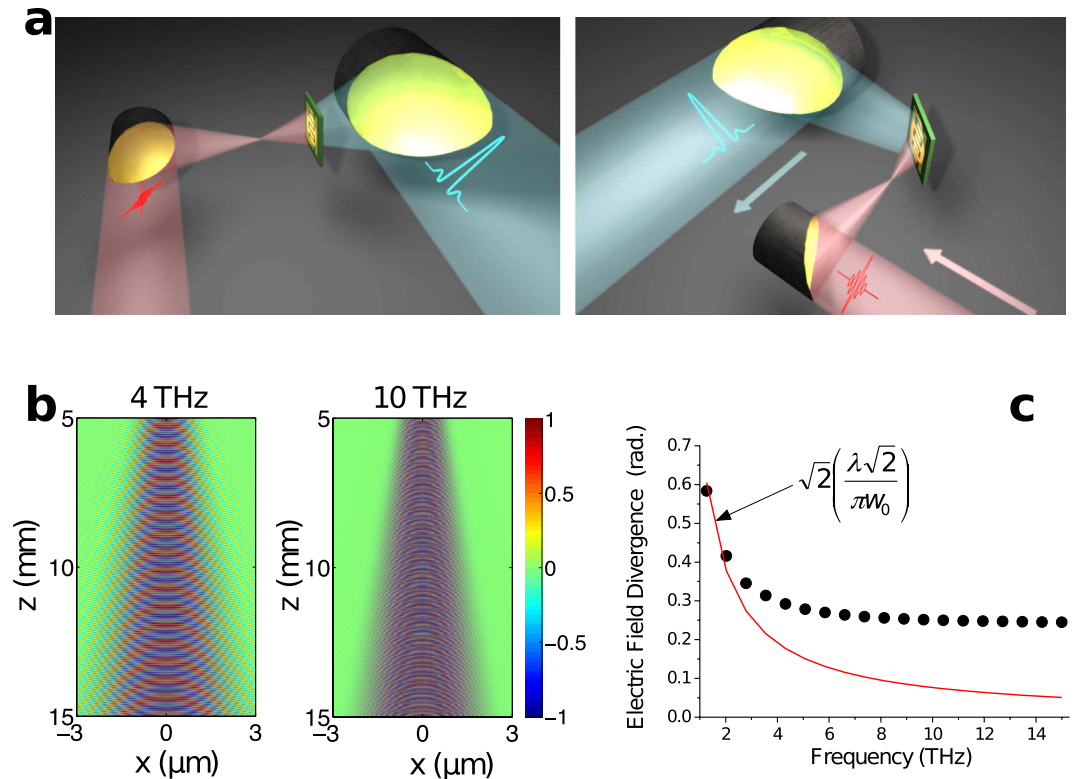 a
b
4 THz
10 THz
5
10
15
z (mm)
−3
0
3
x (μm)
5
10
15
z (mm)
−3
0
3
x (μm)
1
0.5
0
−0.5
−1
c
Electric Field Divergence (rad.)
0.7
0.6
0.5
0.4
0.3
0.2
0.1
0.0
√2(λ√2/πw₀)
2
4
6
8
10
12
14
Frequency (THz)